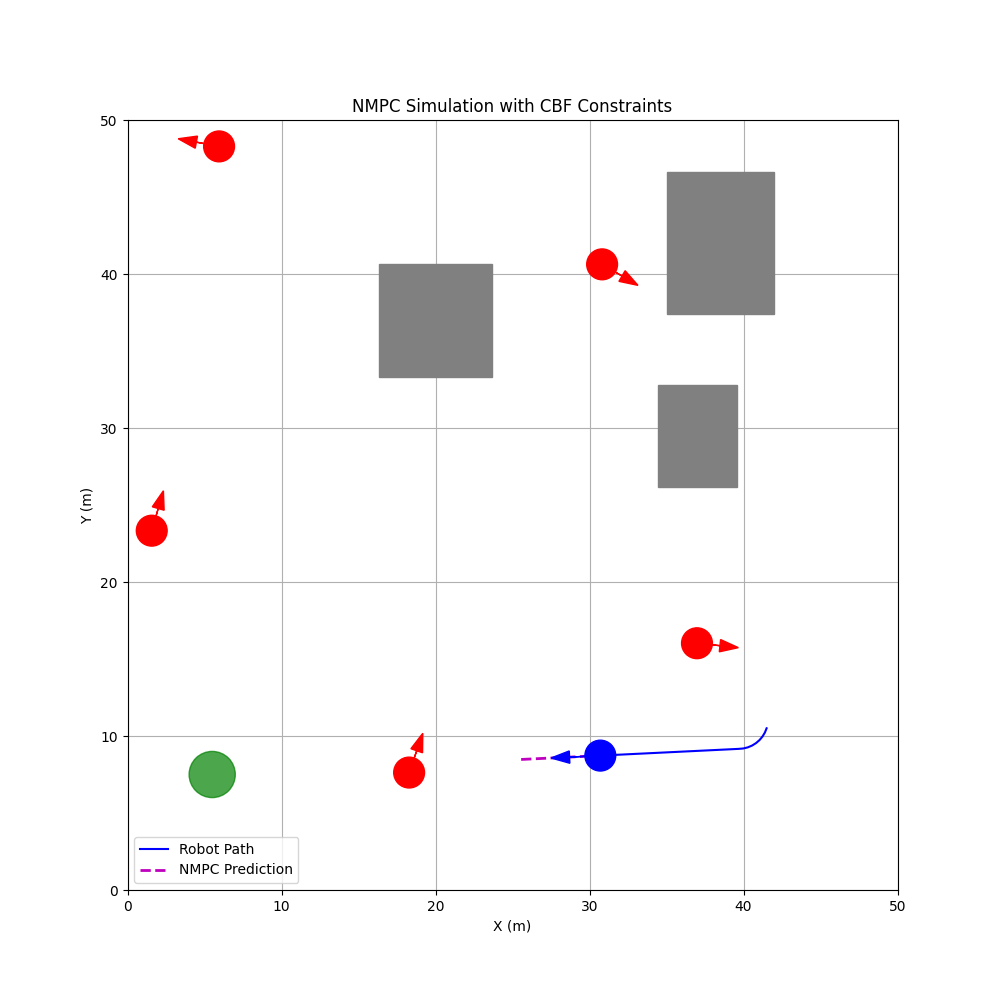 NMPC Simulation with CBF Constraints
50
40
30
20
10
0
Y (m)
Robot Path
NMPC Prediction
0 10 20 30 40 50
X (m)